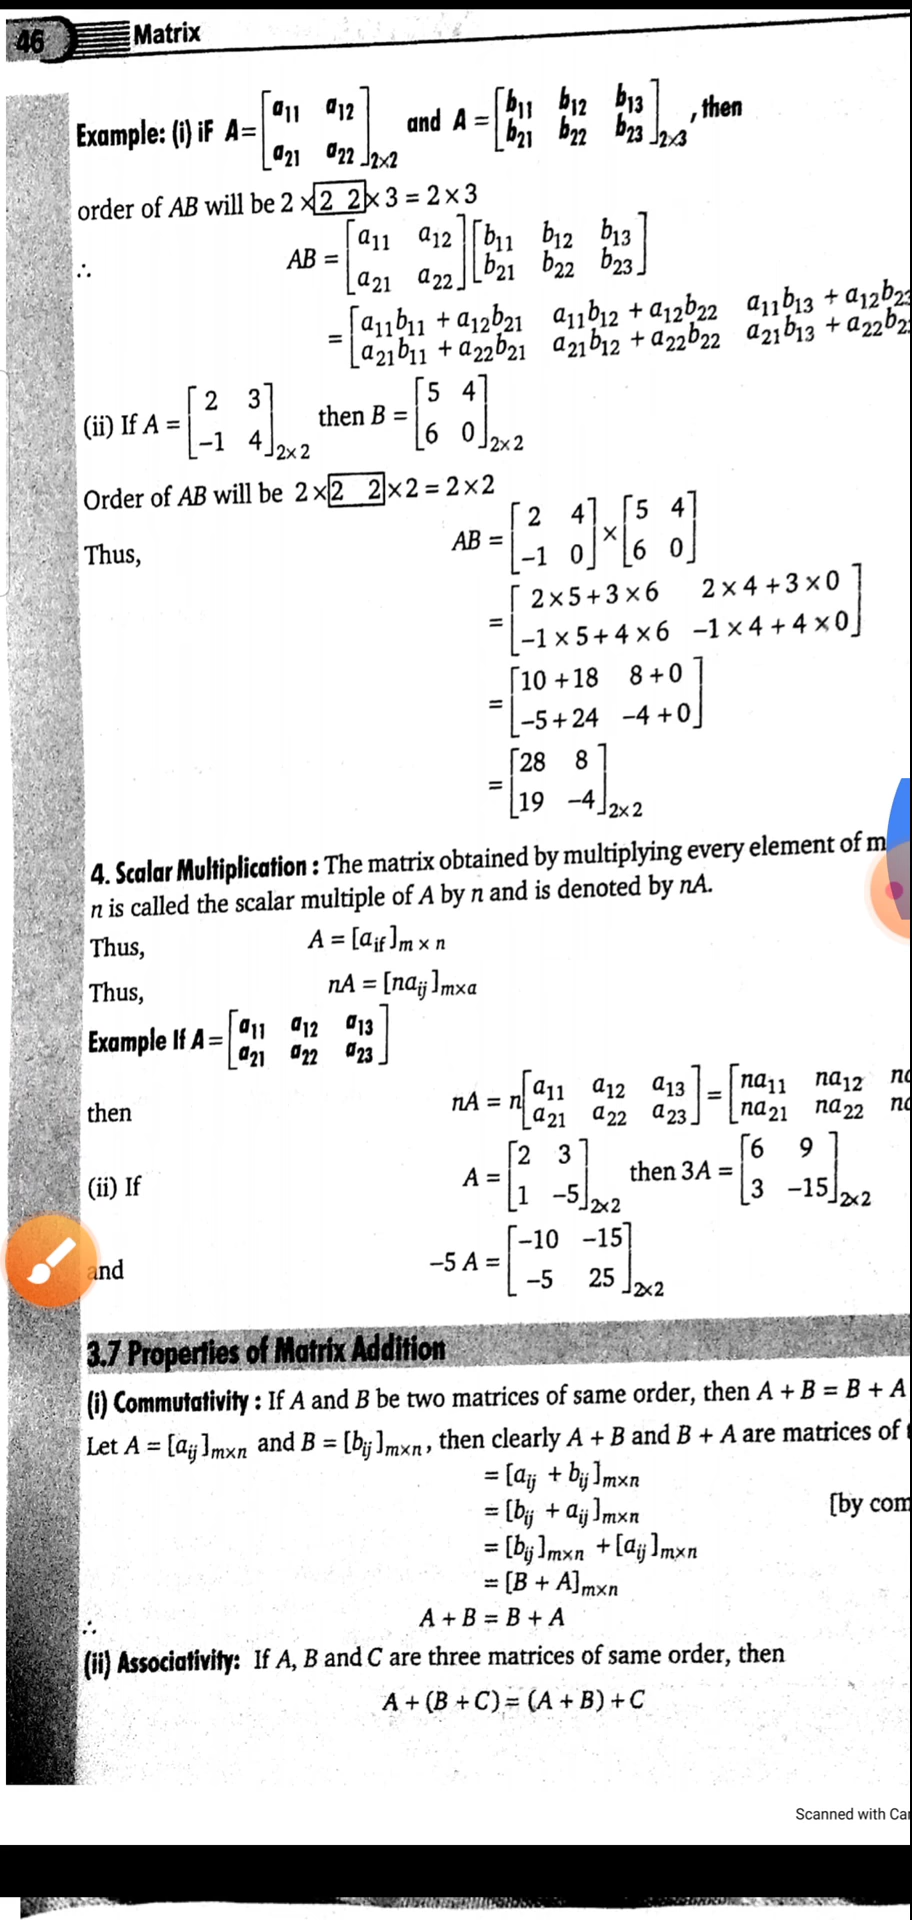 46 Matrix
Example: (i) iF A = [a11 a12
a21 a22]2×2 and A = [b11 b12 b13
b21 b22 b23]2×3, then
order of AB will be 2 × 2 2 × 3 = 2 × 3
∴ AB = [a11 a12
a21 a22] [b11 b12 b13
b21 b22 b23]
= [a11b11 + a12b21 a11b12 + a12b22 a11b13 + a12b23
a21b11 + a22b21 a21b12 + a22b22 a21b13 + a22b2
(ii) If A = [2 3
−1 4]2×2 then B = [5 4
6 0]2×2
Order of AB will be 2×2 2×2 = 2×2
Thus, AB = [2 4
−1 0] × [5 4
6 0]
= [2×5+3×6 2×4+3×0
−1×5+4×6 −1×4+4×0]
= [10+18 8+0
−5+24 −4+0]
= [28 8
19 −4]2×2
4. Scalar Multiplication : The matrix obtained by multiplying every element of m
n is called the scalar multiple of A by n and is denoted by nA.
Thus, A = [aif]m × n
Thus, nA = [naij]m×a
Example If A = [a11 a12 a13
a21 a22 a23]
then nA = n[a11 a12 a13
a21 a22 a23] = [na11 na12 na
na21 na22 na
(ii) If A = [2 3
1 −5]2×2 then 3A = [6 9
3 −15]2×2
and −5 A = [−10 −15
−5 25]2×2
3.7 Properties of Matrix Addition
(i) Commutativity : If A and B be two matrices of same order, then A + B = B + A
Let A = [aij]m×n and B = [bij]m×n, then clearly A + B and B + A are matrices of
= [aij + bij]m×n
= [bij + aij]m×n [by com
= [bij]m×n + [aij]m×n
= [B + A]m×n
∴ A + B = B + A
(ii) Associativity: If A, B and C are three matrices of same order, then
A + (B + C) = (A + B) + C
Scanned with Ca